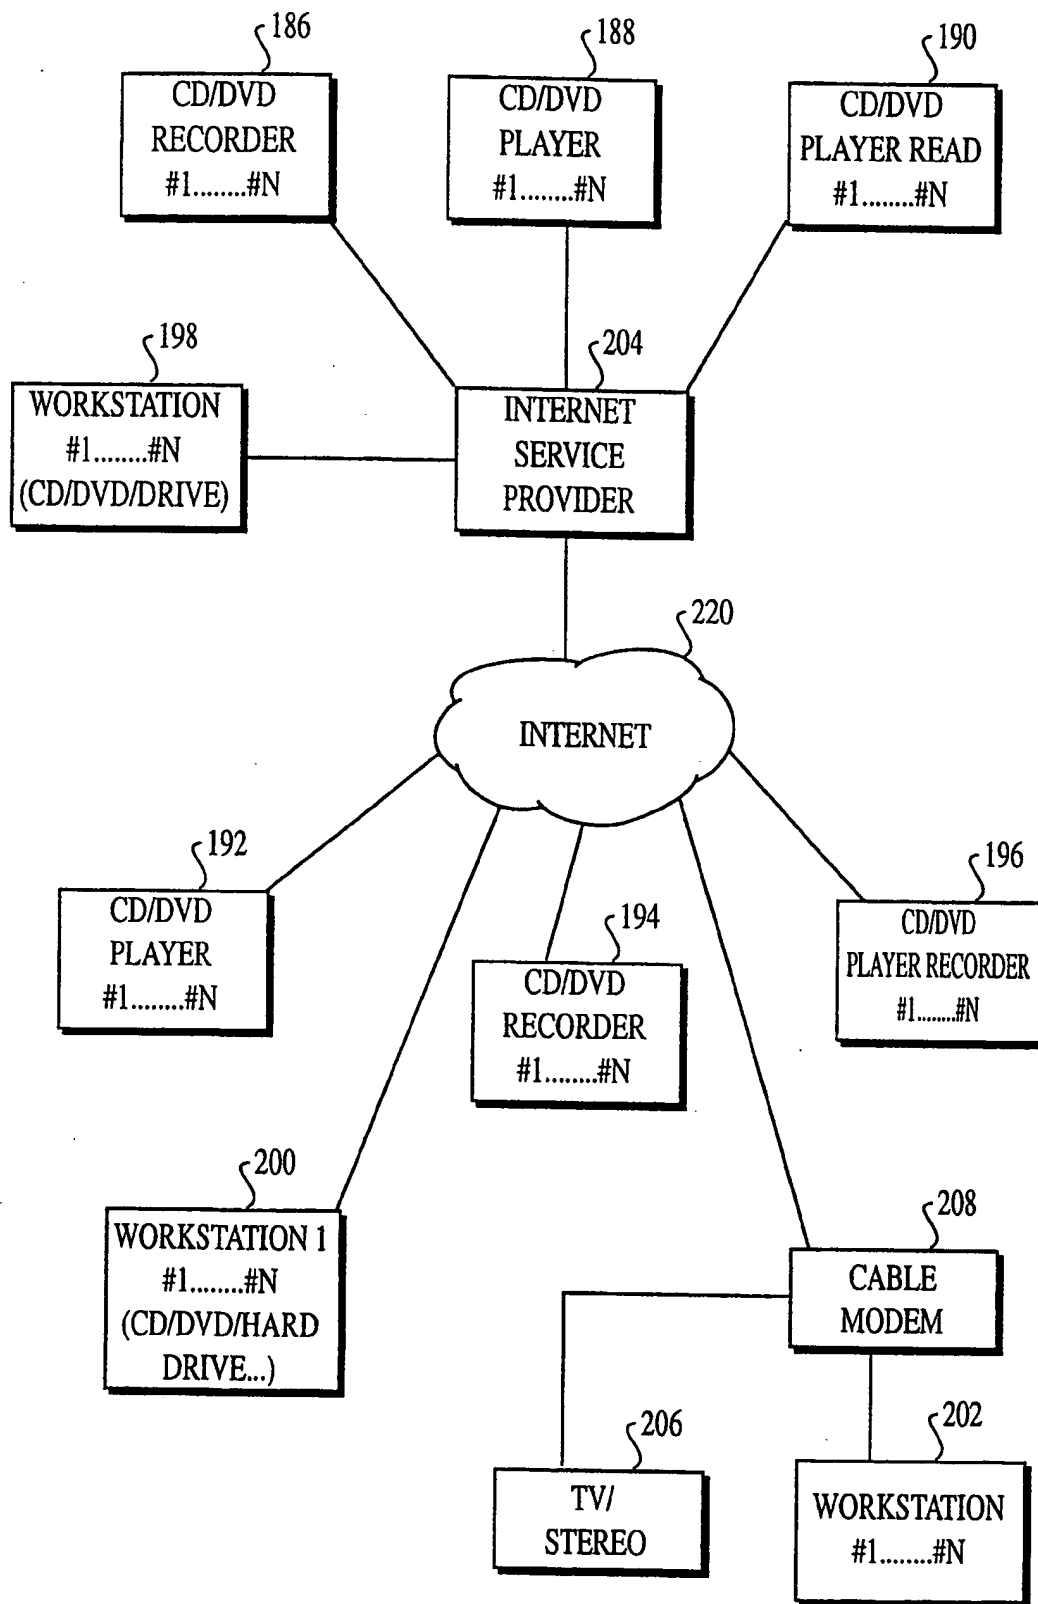 186
CD/DVD
RECORDER
#1........#N
188
CD/DVD
PLAYER
#1........#N
190
CD/DVD
PLAYER READ
#1........#N
198
WORKSTATION
#1........#N
(CD/DVD/DRIVE)
204
INTERNET
SERVICE
PROVIDER
220
INTERNET
192
CD/DVD
PLAYER
#1........#N
194
CD/DVD
RECORDER
#1........#N
196
CD/DVD
PLAYER RECORDER
#1........#N
200
WORKSTATION 1
#1........#N
(CD/DVD/HARD
DRIVE...)
208
CABLE
MODEM
206
TV/
STEREO
202
WORKSTATION
#1........#N